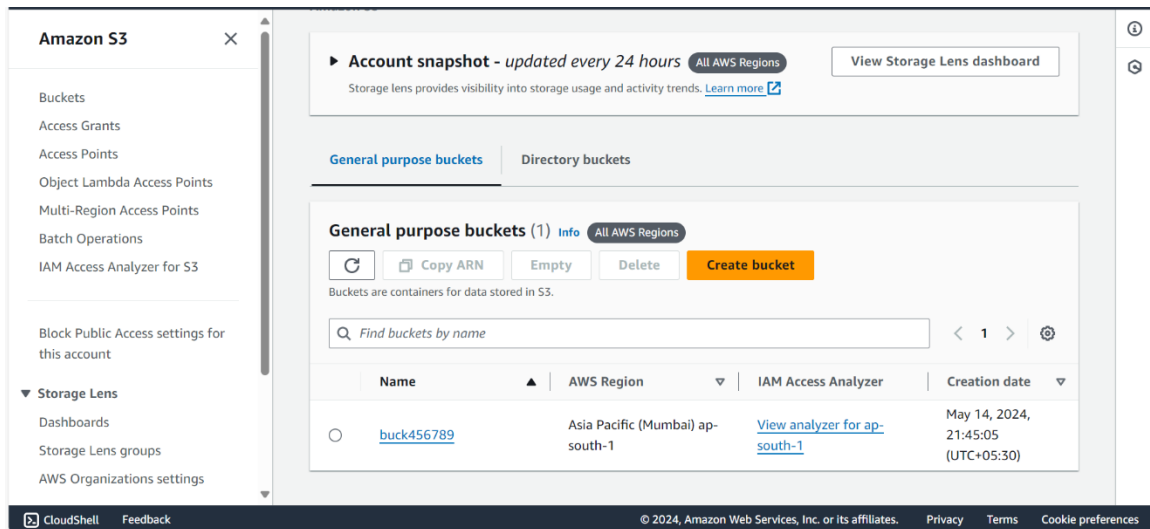 Amazon S3
Buckets
Access Grants
Access Points
Object Lambda Access Points
Multi-Region Access Points
Batch Operations
IAM Access Analyzer for S3
Block Public Access settings for
this account
Storage Lens
Dashboards
Storage Lens groups
AWS Organizations settings
Account snapshot - updated every 24 hours All AWS Regions
View Storage Lens dashboard
Storage lens provides visibility into storage usage and activity trends. Learn more
General purpose buckets Directory buckets
General purpose buckets (1) Info All AWS Regions
Copy ARN Empty Delete Create bucket
Buckets are containers for data stored in S3.
Find buckets by name
1
Name AWS Region IAM Access Analyzer Creation date
buck456789
Asia Pacific (Mumbai) ap-
south-1
View analyzer for ap-
south-1
May 14, 2024,
21:45:05
(UTC+05:30)
CloudShell Feedback © 2024, Amazon Web Services, Inc. or its affiliates. Privacy Terms Cookie preferences